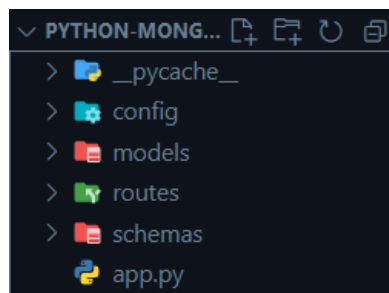 PYTHON-MONG...
__pycache__
config
models
routes
schemas
app.py